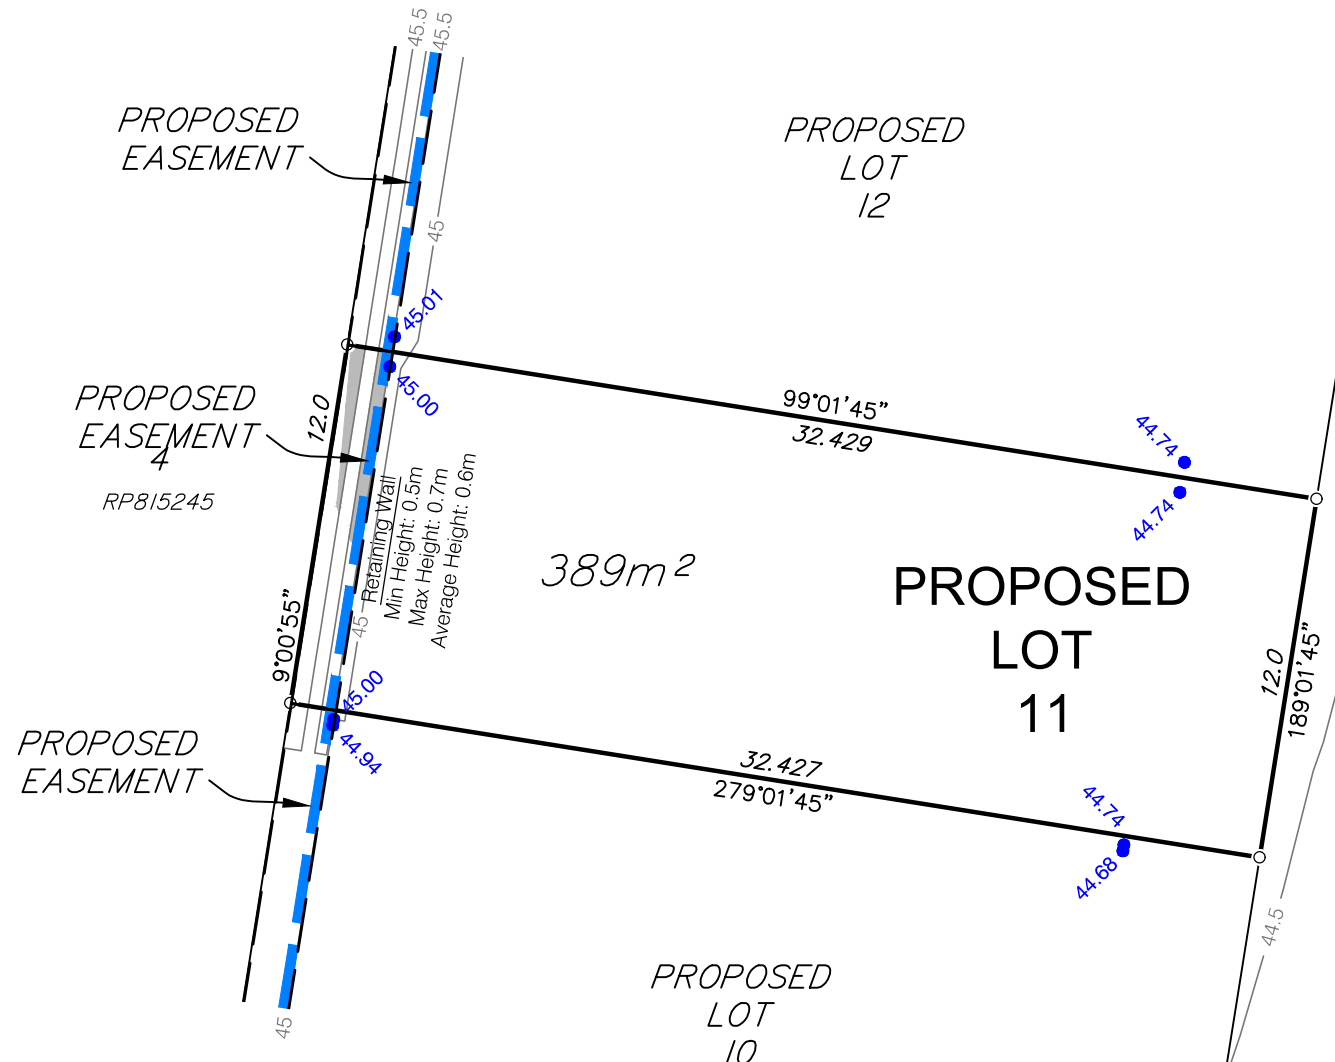 45.5
45.5
PROPOSED
EASEMENT
PROPOSED
LOT
12
45
45.01
45.00
PROPOSED
EASEMENT
4
RP815245
12.0
99°01'45"
32.429
44.74
44.74
Retaining Wall
Min Height: 0.5m
Max Height: 0.7m
Average Height: 0.6m
389m²
PROPOSED
LOT
11
9°00'55"
45
12.0
189°01'45"
45.00
44.94
PROPOSED
EASEMENT
32.427
279°01'45"
44.74
44.68
44.5
PROPOSED
LOT
10
45